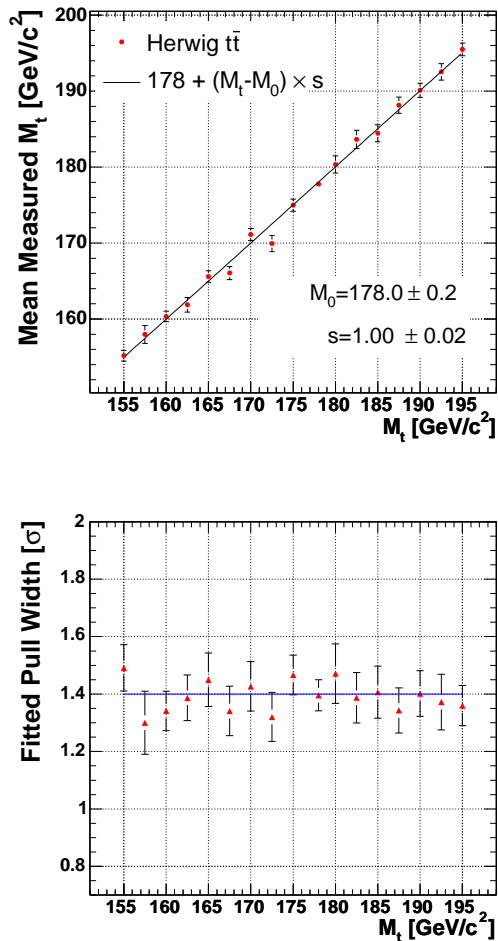 Mean Measured M_t [GeV/c²]
200
190
180
170
160
Herwig tt̄
178 + (M_t-M_0) × s
M_0=178.0 ± 0.2
s=1.00 ± 0.02
155 160 165 170 175 180 185 190 195
M_t [GeV/c²]
Fitted Pull Width [σ]
2
1.8
1.6
1.4
1.2
1
0.8
155 160 165 170 175 180 185 190 195
M_t [GeV/c²]